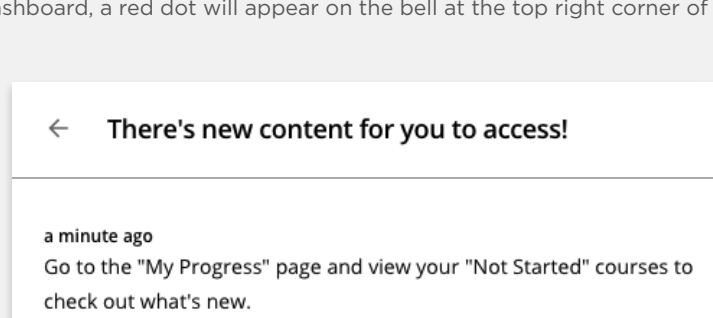 dashboard, a red dot will appear on the bell at the top right corner of
There's new content for you to access!
a minute ago
Go to the "My Progress" page and view your "Not Started" courses to
check out what's new.